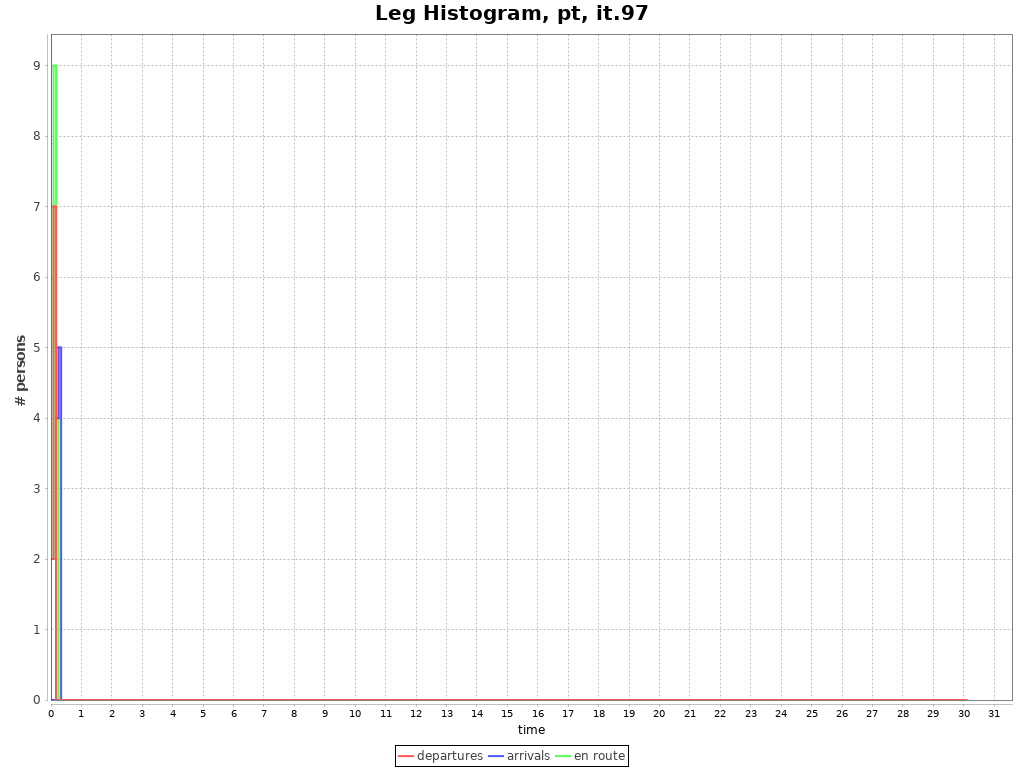 Leg Histogram, pt, it.97
# persons
9
8
7
6
5
4
3
2
1
0
0 1 2 3 4 5 6 7 8 9 10 11 12 13 14 15 16 17 18 19 20 21 22 23 24 25 26 27 28 29 30 31
time
departures arrivals en route